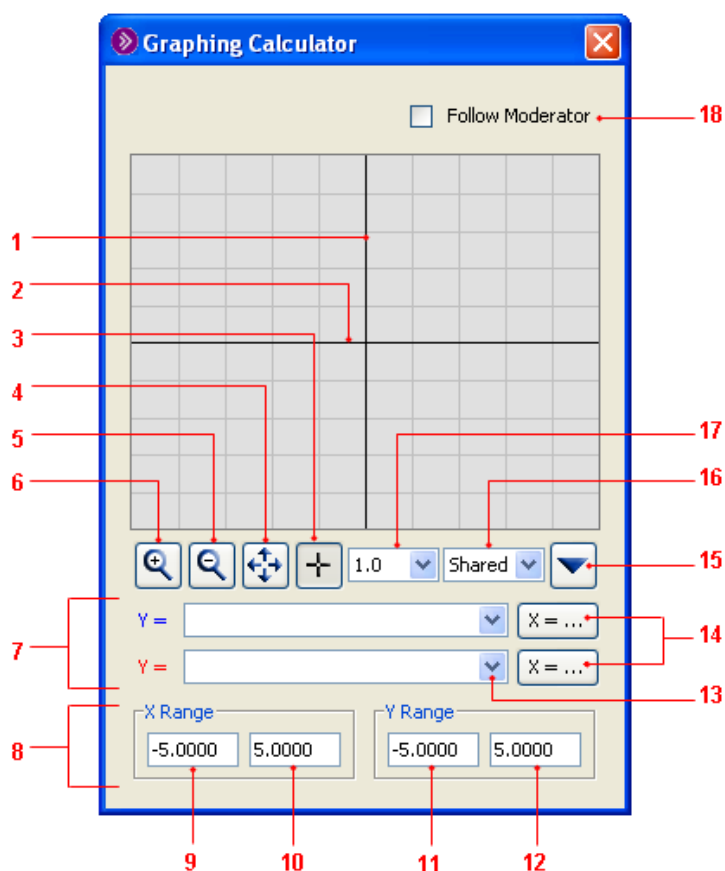 Graphing Calculator
Follow Moderator
18
1
2
3
4
5
6
17
16
1.0
Shared
15
7
Y =
X = ...
14
Y =
X = ...
13
8
X Range
Y Range
-5.0000
5.0000
-5.0000
5.0000
9
10
11
12